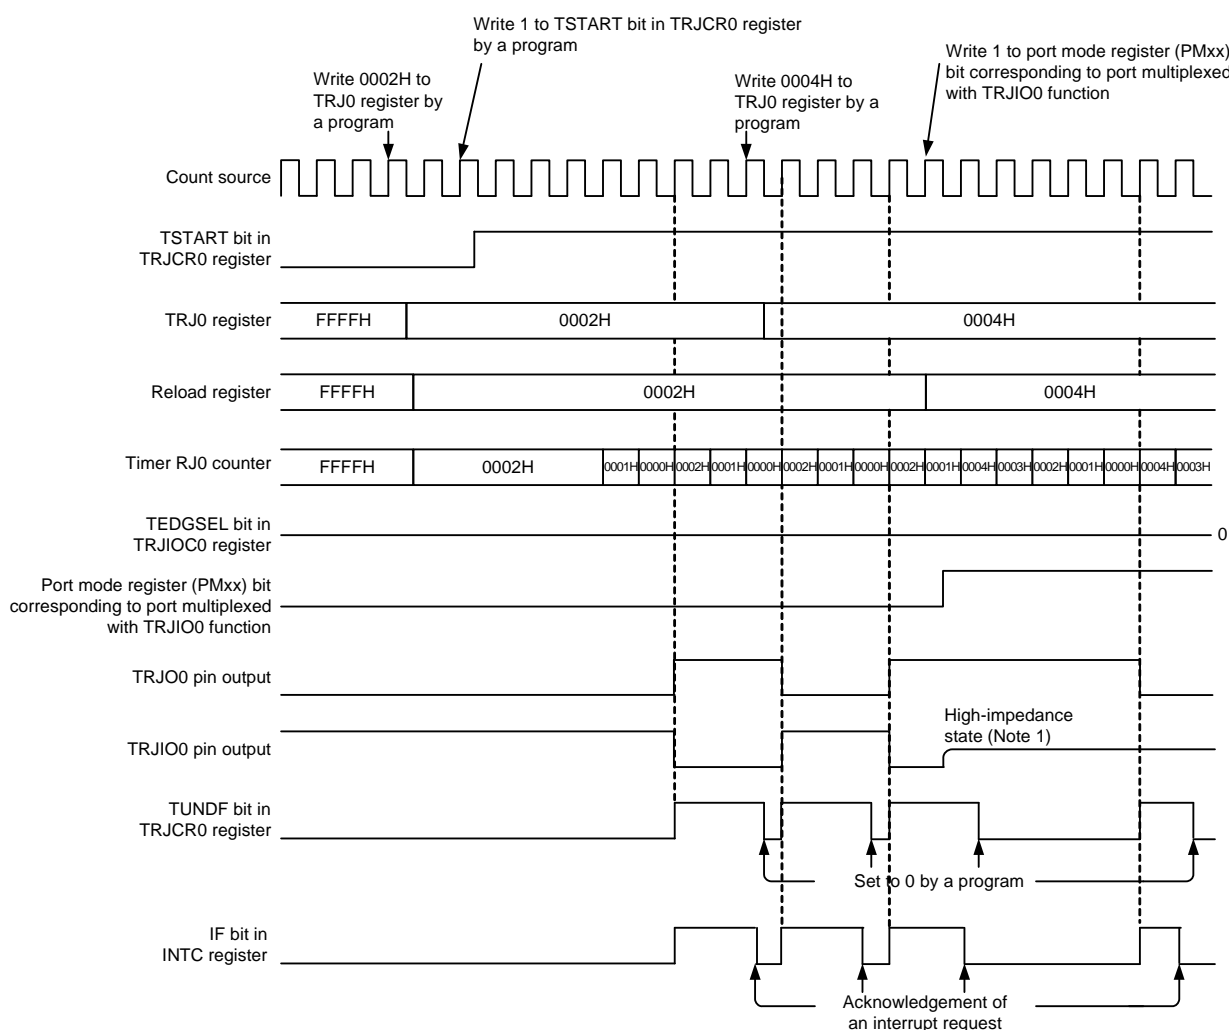 Write 1 to TSTART bit in TRJCR0 register
by a program
Write 1 to port mode register (PMxx)
bit corresponding to port multiplexed
with TRJIO0 function
Write 0002H to
TRJ0 register by
a program
Write 0004H to
TRJ0 register by a
program
Count source
TSTART bit in
TRJCR0 register
TRJ0 register
FFFFH
0002H
0004H
Reload register
FFFFH
0002H
0004H
Timer RJ0 counter
FFFFH
0002H
0001H
0000H
0002H
0001H
0000H
0002H
0001H
0000H
0002H
0001H
0004H
0003H
0002H
0001H
0000H
0004H
0003H
TEDGSEL bit in
TRJIOC0 register
0
Port mode register (PMxx) bit
corresponding to port multiplexed
with TRJIO0 function
TRJO0 pin output
High-impedance
state (Note 1)
TRJIO0 pin output
TUNDF bit in
TRJCR0 register
Set to 0 by a program
IF bit in
INTC register
Acknowledgement of
an interrupt request